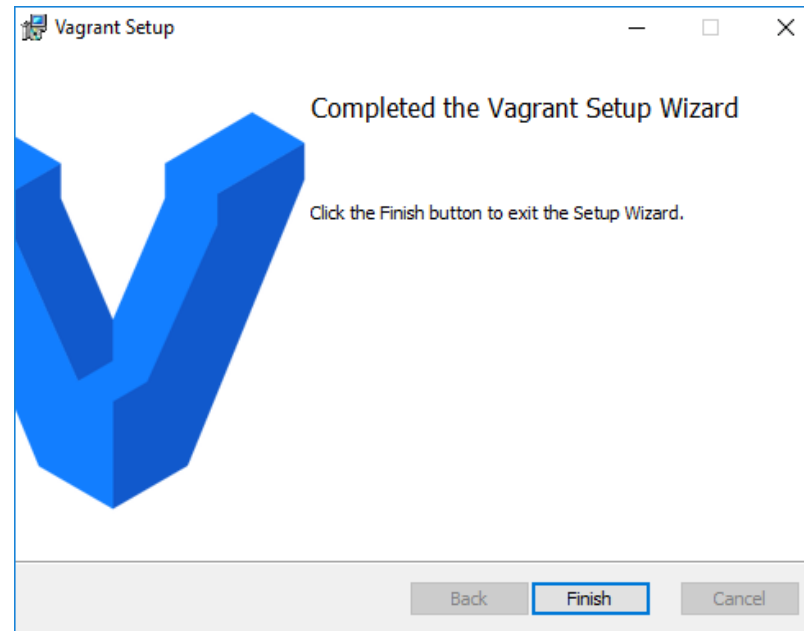 Vagrant Setup
Completed the Vagrant Setup Wizard
Click the Finish button to exit the Setup Wizard.
Back
Finish
Cancel